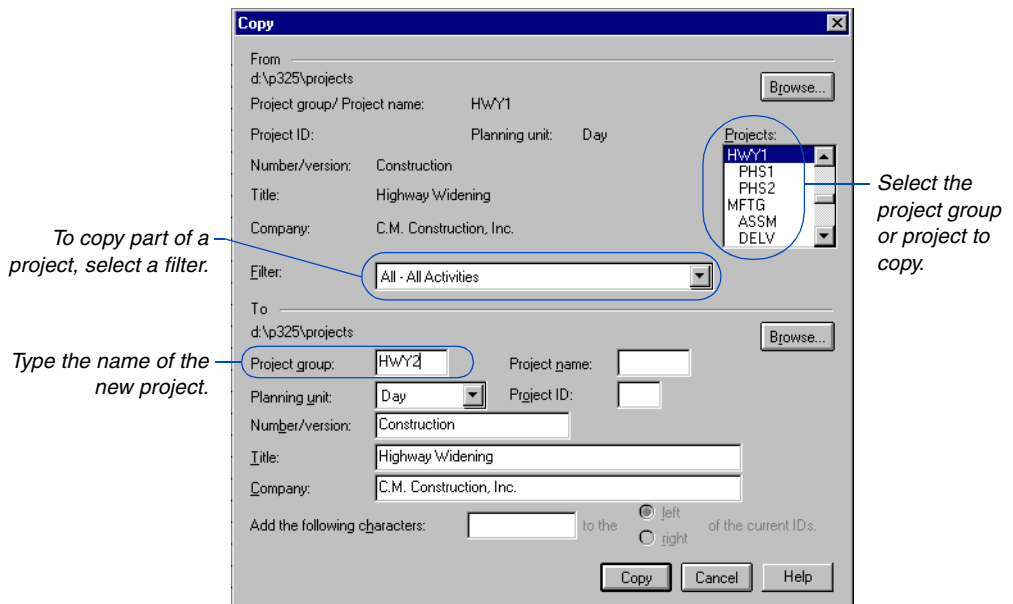 Copy
From
d:\p325\projects
Browse...
Project group/ Project name: HWY1
Project ID: Planning unit: Day
Projects:
HWY1
PHS1
PHS2
MFTG
ASSM
DELV
Number/version: Construction
Title: Highway Widening
Company: C.M. Construction, Inc.
Select the
project group
or project to
copy.
To copy part of a
project, select a filter.
Filter: All - All Activities
To
d:\p325\projects
Browse...
Type the name of the
new project.
Project group: HWY2 Project name:
Planning unit: Day Project ID:
Number/version: Construction
Title: Highway Widening
Company: C.M. Construction, Inc.
Add the following characters: to the left of the current IDs.
right
Copy Cancel Help